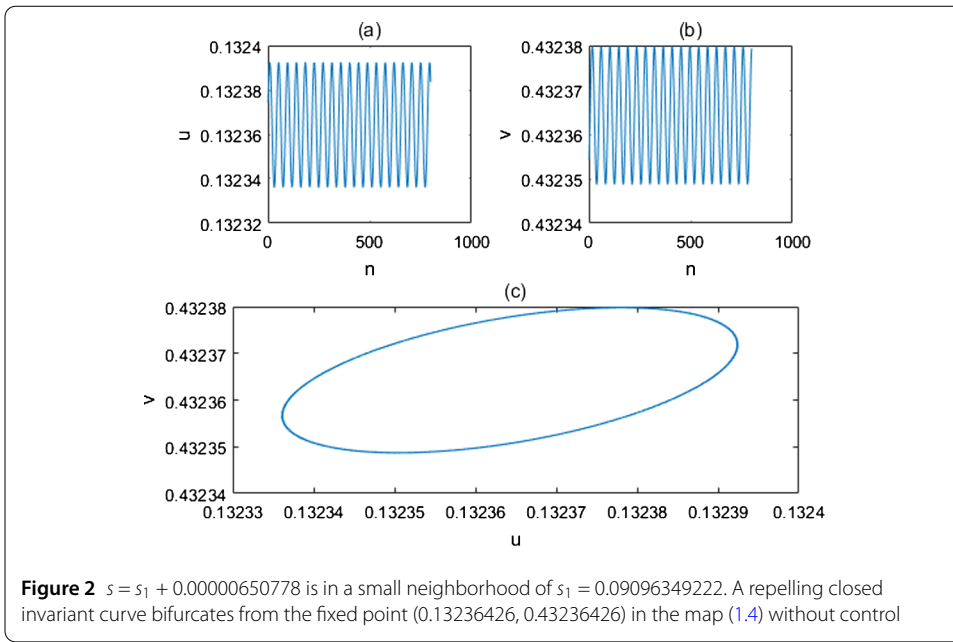 (a)
0.1324
0.13238
0.13236
0.13234
0.13232
u
0
500
1000
n
(b)
0.43238
0.43237
0.43236
0.43235
0.43234
v
0
500
1000
n
(c)
0.43238
0.43237
0.43236
0.43235
0.43234
v
0.13233
0.13234
0.13235
0.13236
0.13237
0.13238
0.13239
0.1324
u
Figure 2 s = s₁ + 0.00000650778 is in a small neighborhood of s₁ = 0.09096349222. A repelling closed
invariant curve bifurcates from the fixed point (0.13236426, 0.43236426) in the map (1.4) without control